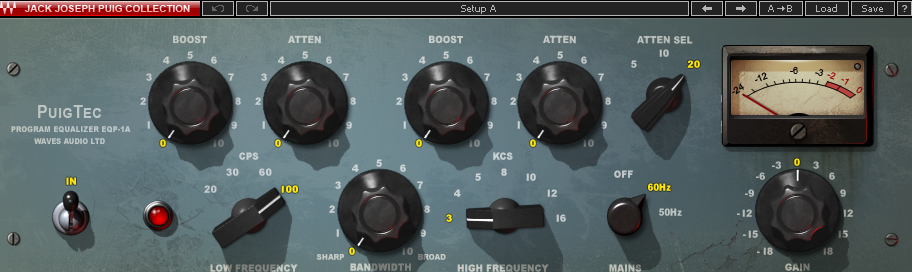 JACK JOSEPH PUIG COLLECTION Setup A A→B Load Save ?
BOOST ATTEN BOOST ATTEN ATTEN SEL
0 1 2 3 4 5 6 7 8 9 10
0 1 2 3 4 5 6 7 8 9 10
0 1 2 3 4 5 6 7 8 9 10
0 1 2 3 4 5 6 7 8 9 10
5 10 20
-24 -12 -6 -3 -2 -1 0
PUIGTEC
PROGRAM EQUALIZER EQP-1A
WAVES AUDIO LTD
CPS KCS
IN
20 30 60 100
0 1 2 3 4 5 6 7 8 9 10
SHARP BROAD
3 4 5 8 10 12 16
OFF 60Hz 50Hz
-18 -15 -12 -9 -6 -3 0 -3 -6 -9 -12 -15 -18
LOW FREQUENCY BANDWIDTH HIGH FREQUENCY MAINS GAIN